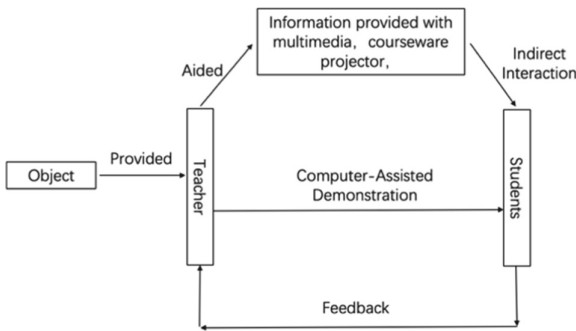 Information provided with
multimedia, courseware
projector,
Aided
Indirect
Interaction
Provided
Object
Teacher
Computer-Assisted
Demonstration
Students
Feedback